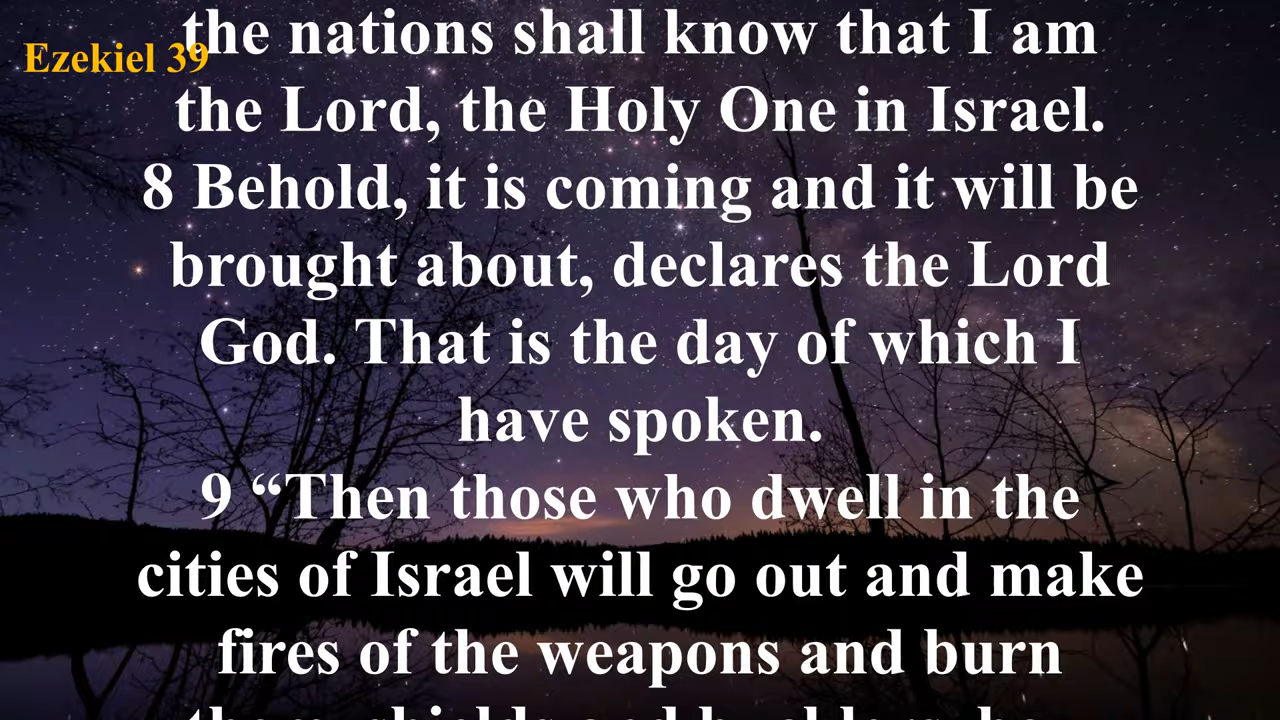 Ezekiel 39
the nations shall know that I am
the Lord, the Holy One in Israel.
8 Behold, it is coming and it will be
brought about, declares the Lord
God. That is the day of which I
have spoken.
9 “Then those who dwell in the
cities of Israel will go out and make
fires of the weapons and burn